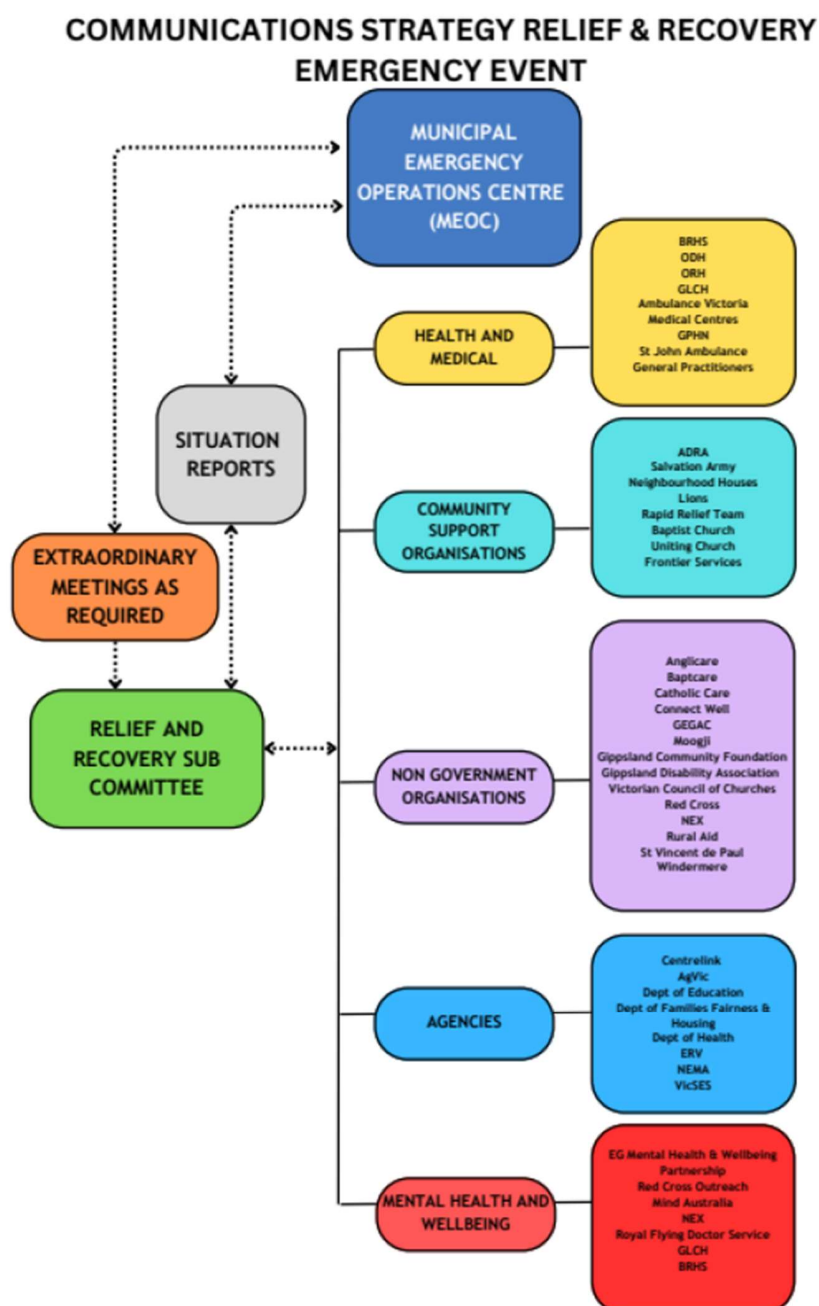 COMMUNICATIONS STRATEGY RELIEF & RECOVERY
EMERGENCY EVENT
MUNICIPAL
EMERGENCY
OPERATIONS CENTRE
(MEOC)
BRHS
ODH
ORH
GLCH
Ambulance Victoria
Medical Centres
GPHN
St John Ambulance
General Practitioners
HEALTH AND
MEDICAL
SITUATION
REPORTS
ADRA
Salvation Army
Neighbourhood Houses
Lions
Rapid Relief Team
Baptist Church
Uniting Church
Frontier Services
COMMUNITY
SUPPORT
ORGANISATIONS
EXTRAORDINARY
MEETINGS AS
REQUIRED
RELIEF AND
RECOVERY SUB
COMMITTEE
NON GOVERNMENT
ORGANISATIONS
Anglicare
Baptcare
Catholic Care
Connect Well
GEGAC
Moogji
Gippsland Community Foundation
Gippsland Disability Association
Victorian Council of Churches
Red Cross
NEX
Rural Aid
St Vincent de Paul
Windermere
AGENCIES
Centrelink
AgVic
Dept of Education
Dept of Families Fairness &
Housing
Dept of Health
ERV
NEMA
VicSES
MENTAL HEALTH AND
WELLBEING
EG Mental Health & Wellbeing
Partnership
Red Cross Outreach
Mind Australia
NEX
Royal Flying Doctor Service
GLCH
BRHS